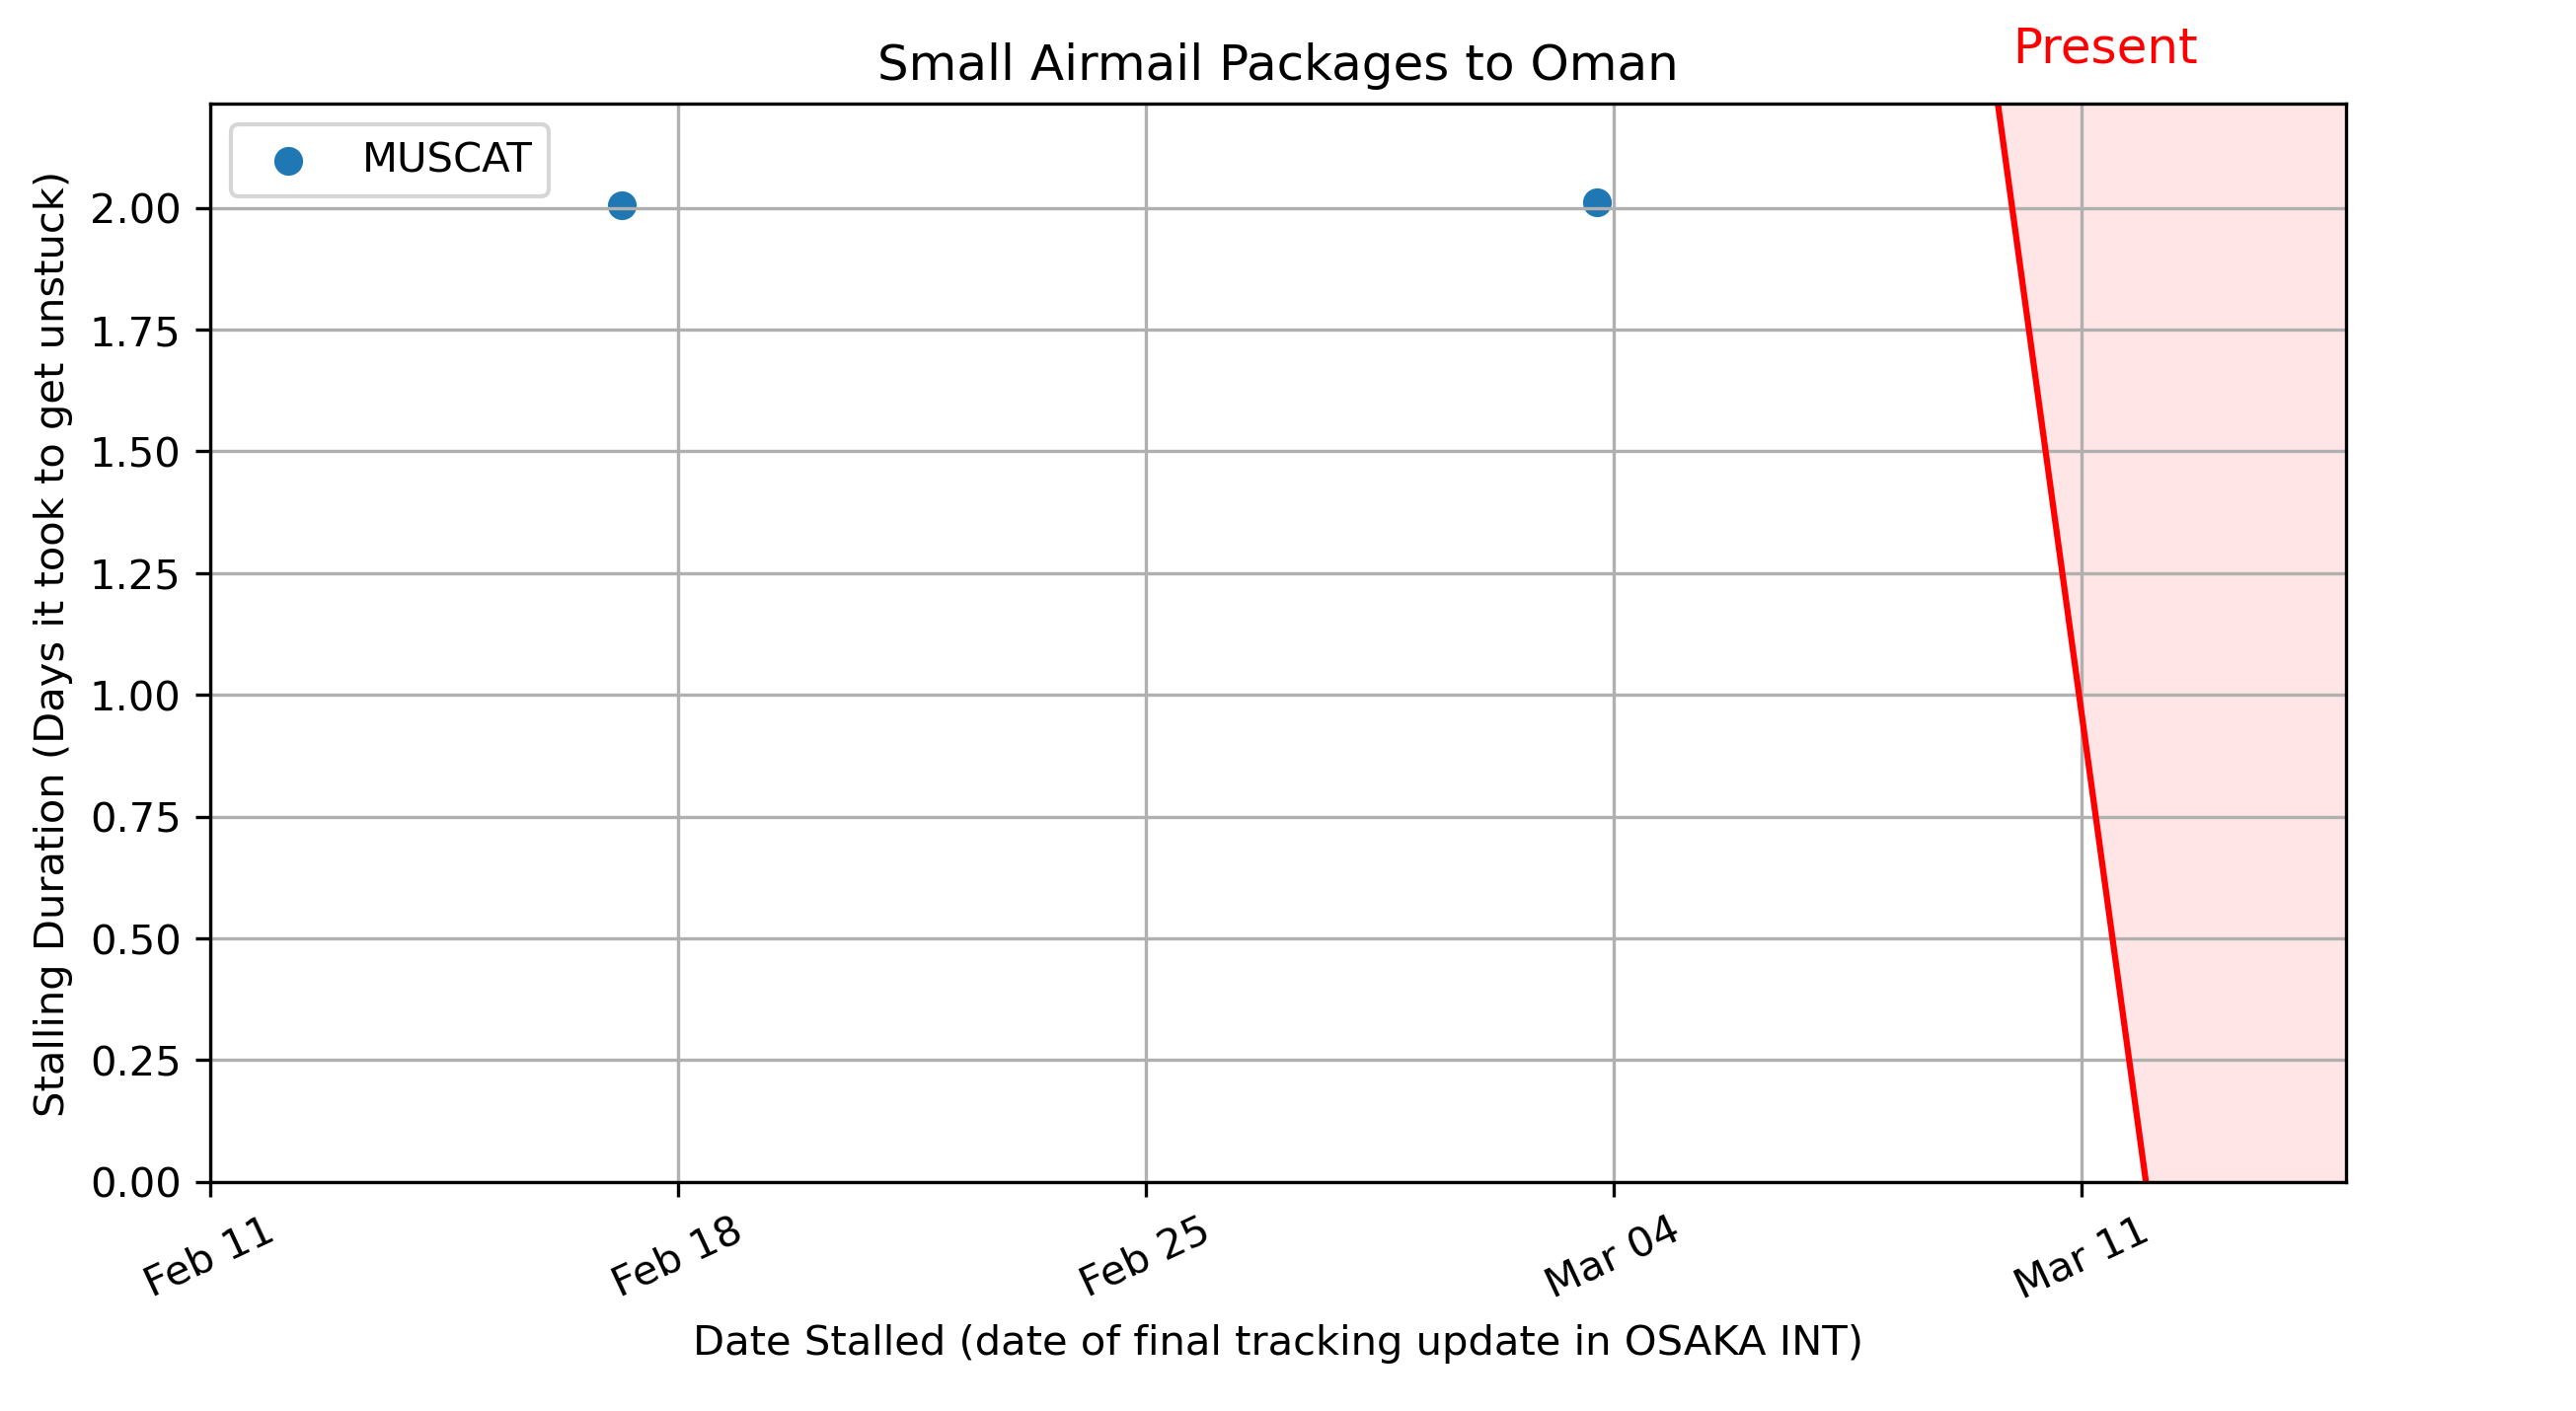 Present
Small Airmail Packages to Oman
MUSCAT
Stalling Duration (Days it took to get unstuck)
2.00
1.75
1.50
1.25
1.00
0.75
0.50
0.25
0.00
Feb 11
Feb 18
Feb 25
Mar 04
Mar 11
Date Stalled (date of final tracking update in OSAKA INT)